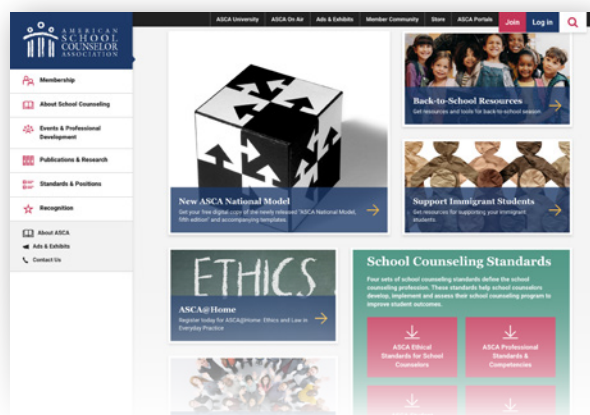 ASCA University
ASCA On Air
Ads & Exhibits
Member Community
Store
ASCA Portals
Join
Log in
AMERICAN
SCHOOL
COUNSELOR
ASSOCIATION
Membership
About School Counseling
Events & Professional
Development
Publications & Research
Standards & Positions
Recognition
About ASCA
Ads & Exhibits
Contact Us
New ASCA National Model
Get your free digital copy of the newly released "ASCA National Model,
fifth edition" and accompanying templates.
Back-to-School Resources
Get resources and tools for back-to-school season
Support Immigrant Students
Get resources for supporting your immigrant
students
ETHICS
ASCA@Home
Register today for ASCA@Home: Ethics and Law in
Everyday Practice
School Counseling Standards
Four sets of school counseling standards define the school
counseling profession. These standards help school counselors
develop, implement and assess their school counseling program to
improve student outcomes.
ASCA Ethical
Standards for School
Counselors
ASCA Professional
Standards &
Competencies